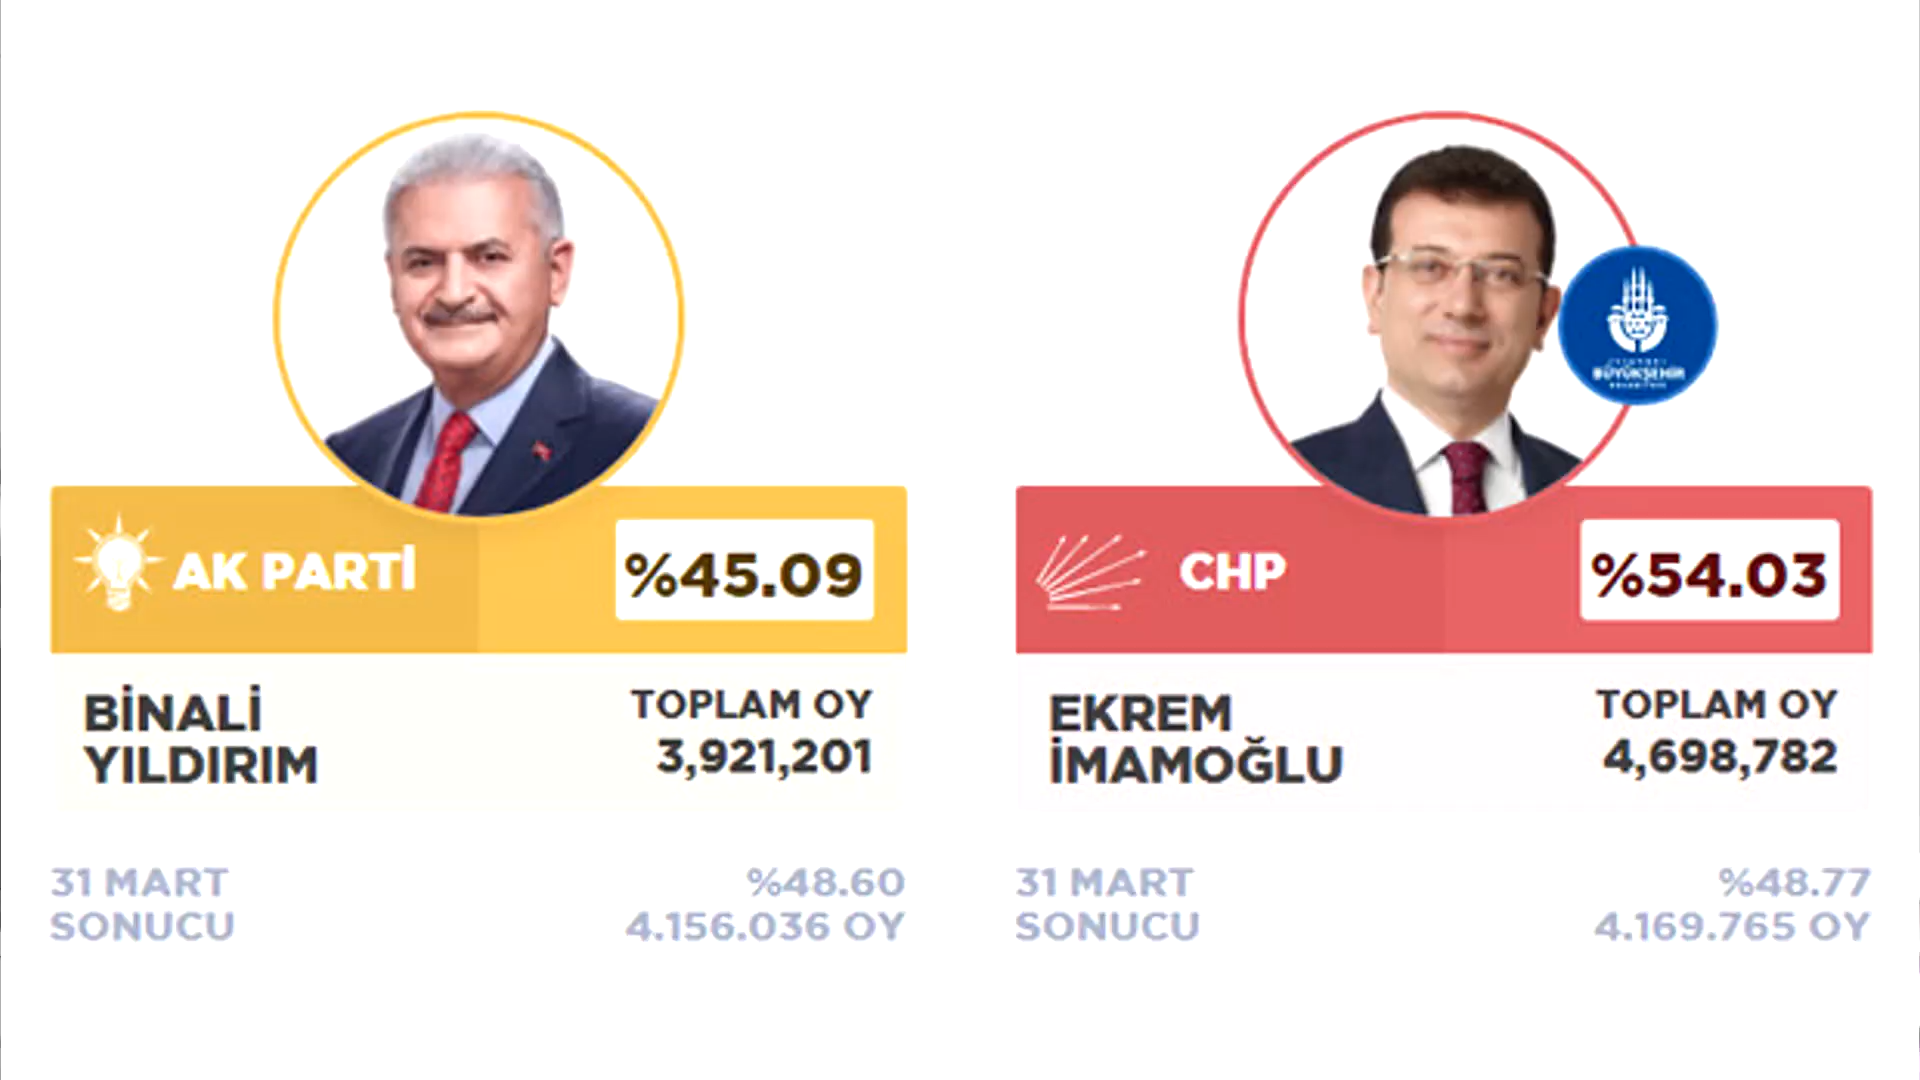 AK PARTİ
%45.09
BİNALİ
YILDIRIM
TOPLAM OY
3,921,201
31 MART
SONUCU
%48.60
4.156.036 OY
BÜYÜKŞEHİR
CHP
%54.03
EKREM
İMAMOĞLU
TOPLAM OY
4,698,782
31 MART
SONUCU
%48.77
4.169.765 OY